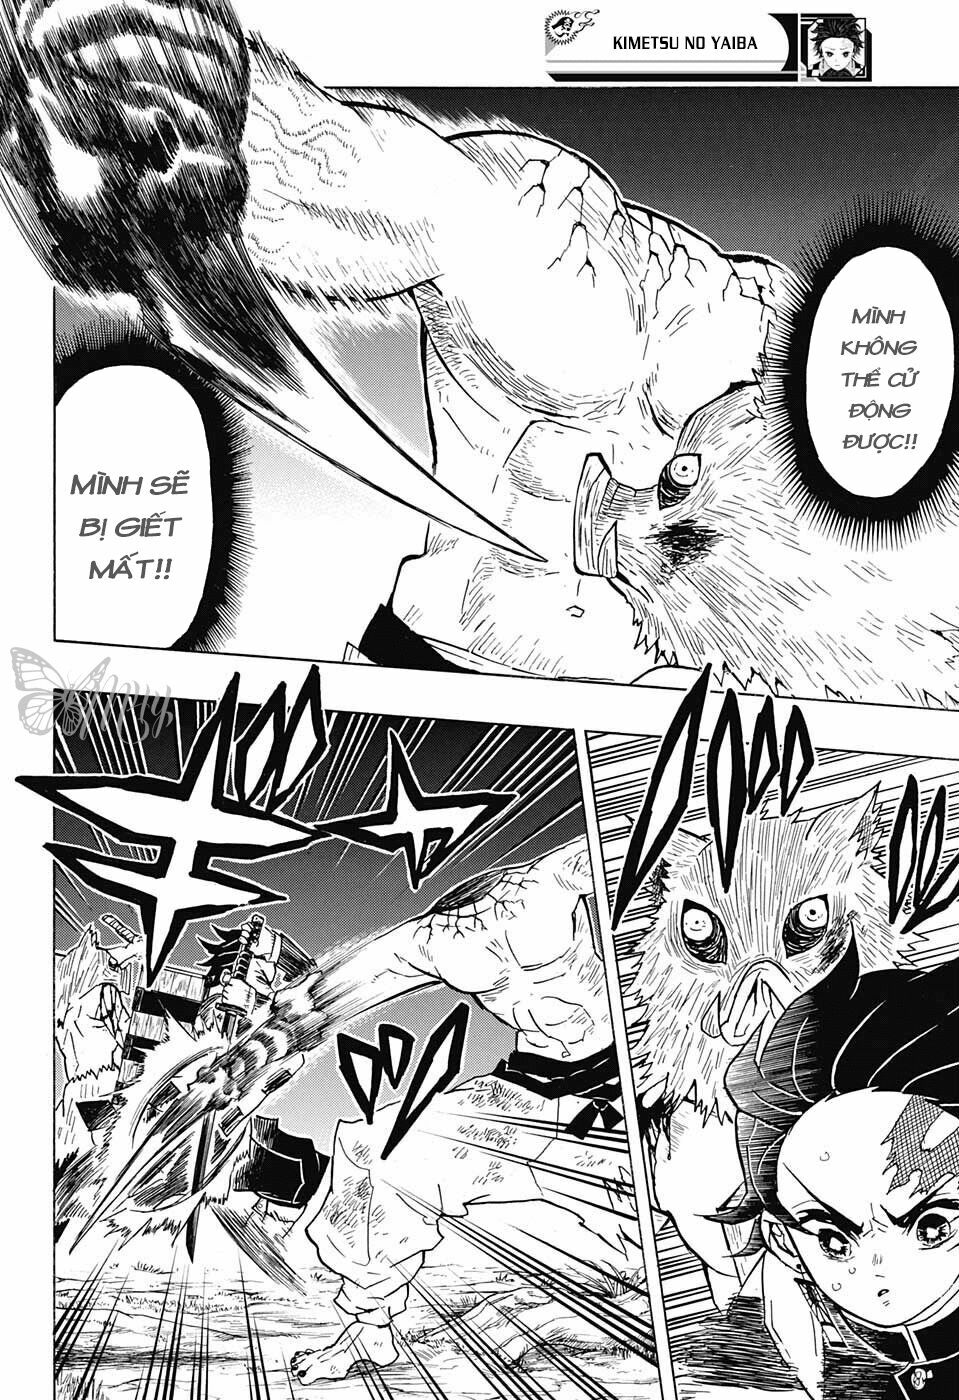 KIMETSU NO YAIBA
MÌNH
KHÔNG
THỂ CỬ
ĐỘNG
ĐƯỢC!!
MÌNH SẼ
BỊ GIẾT
MẤT!!